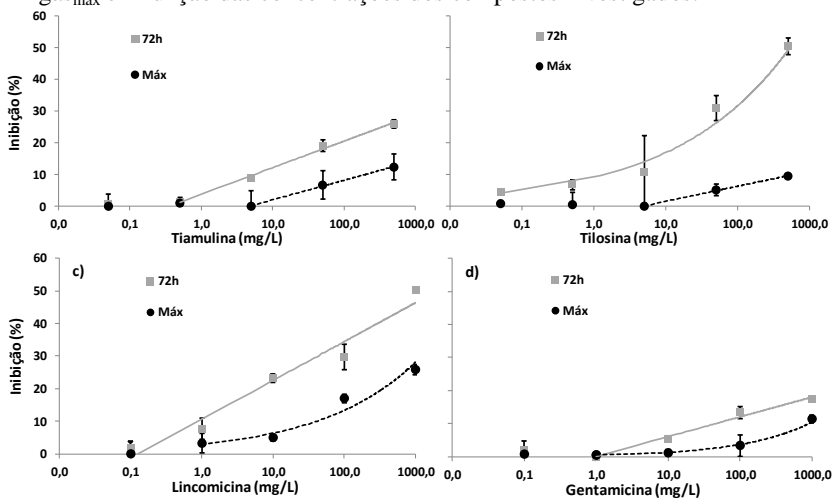 gásmáx em função das concentrações dos compostos investigados.
60
50
40
30
20
10
0
Inibição (%)
72h
Máx
0,0 0,1 1,0 10,0 100,0 1000,0
Tiamulina (mg/L)
72h
Máx
0,0 0,1 1,0 10,0 100,0 1000,0
Tilosina (mg/L)
60
50
40
30
20
10
0
Inibição (%)
c)
72h
Máx
0,0 0,1 1,0 10,0 100,0 1000,0
Lincomicina (mg/L)
d)
72h
Máx
0,0 0,1 1,0 10,0 100,0 1000,0
Gentamicina (mg/L)